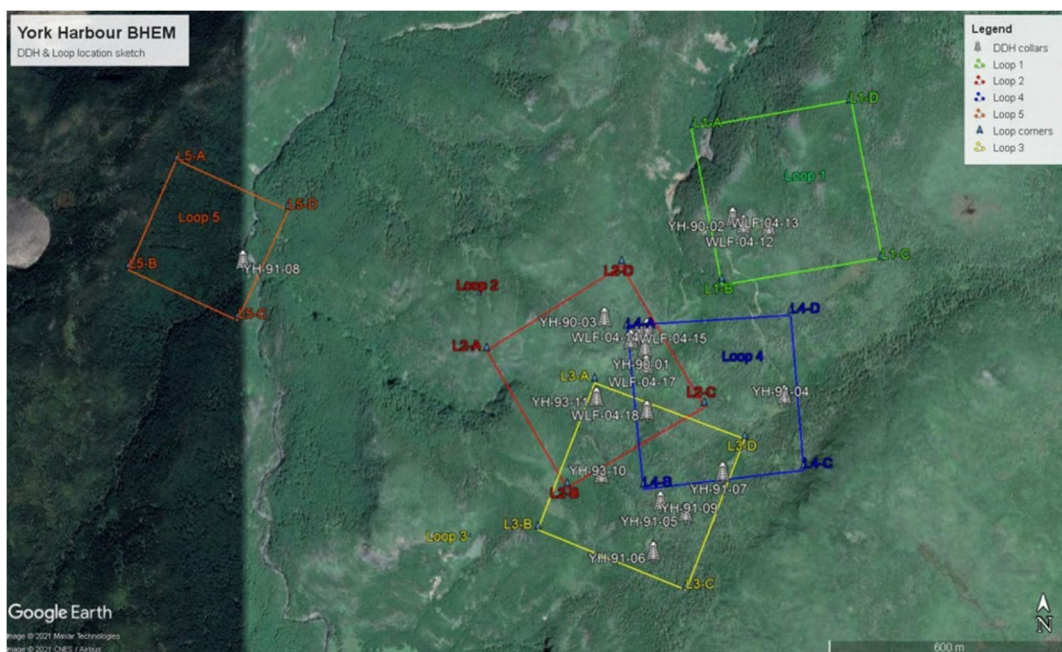 York Harbour BHEM
DDH & Loop location sketch
Legend
DDH collars
Loop 1
Loop 2
Loop 4
Loop 5
Loop corners
Loop 3
L1-D
L1-A
L5-A
Loop 1
L5-D
Loop 5
YH-90-02
WLF-04-13
WLF-04-12
L1-C
L5-B
YH-91-08
L2-D
Loop 2
L1-B
L5-C
L4-D
YH-90-03
L4-A
WLF-04-14
WLF-04-15
L2-A
Loop 4
YH-90-01
L3-A
WLF-04-17
L2-C
YH-93-11
WLF-04-18
L3-D
YH-93-10
L4-C
L2-B
L4-B
YH-91-07
YH-91-09
L3-B
YH-91-05
Loop 3
YH-91-06
L3-C
Google Earth
Image © 2021 Maxar Technologies
Image © 2021 CNES / Airbus
N
600 m